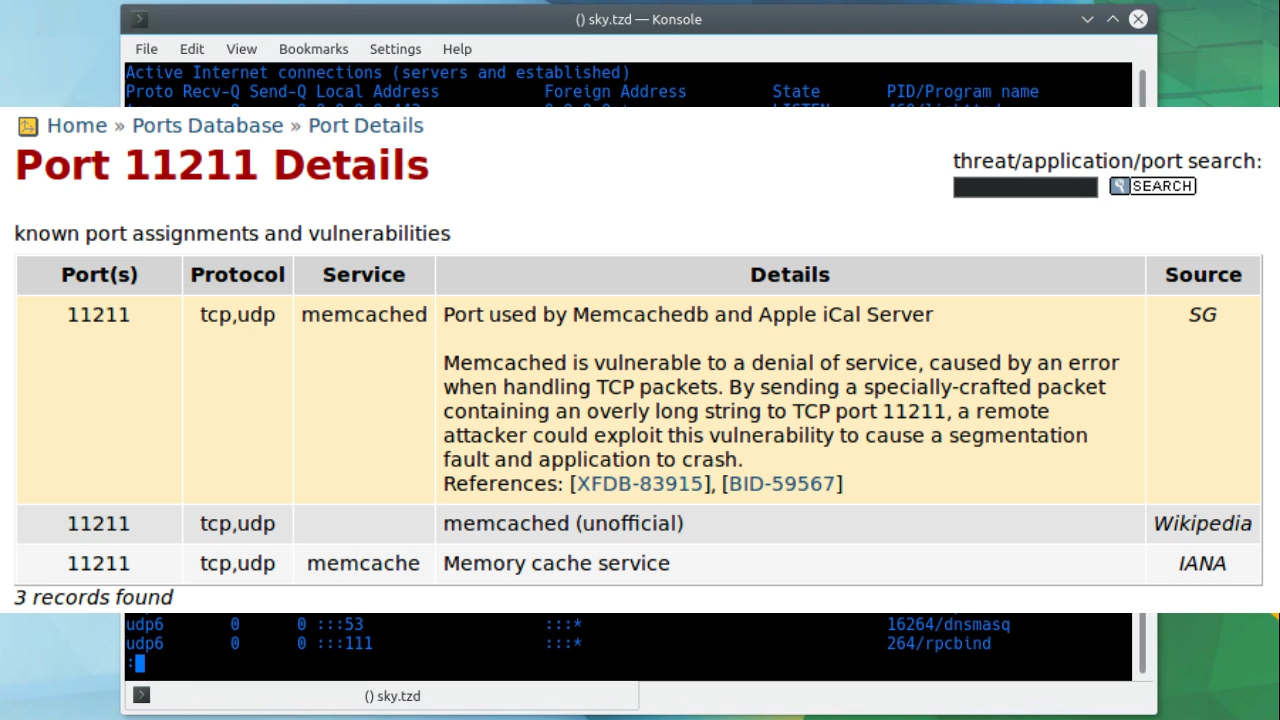 () sky.tzd — Konsole
File Edit View Bookmarks Settings Help
Active Internet connections (servers and established)
Proto Recv-Q Send-Q Local Address Foreign Address State PID/Program name
Home » Ports Database » Port Details
Port 11211 Details
threat/application/port search:
SEARCH
known port assignments and vulnerabilities
Port(s) Protocol Service Details Source
11211 tcp,udp memcached Port used by Memcachedb and Apple iCal Server SG
Memcached is vulnerable to a denial of service, caused by an error
when handling TCP packets. By sending a specially-crafted packet
containing an overly long string to TCP port 11211, a remote
attacker could exploit this vulnerability to cause a segmentation
fault and application to crash.
References: [XFDB-83915], [BID-59567]
11211 tcp,udp memcached (unofficial) Wikipedia
11211 tcp,udp memcache Memory cache service IANA
3 records found
udp6 0 0 :::53 :::* 16264/dnsmasq
udp6 0 0 :::111 :::* 264/rpcbind
:
() sky.tzd